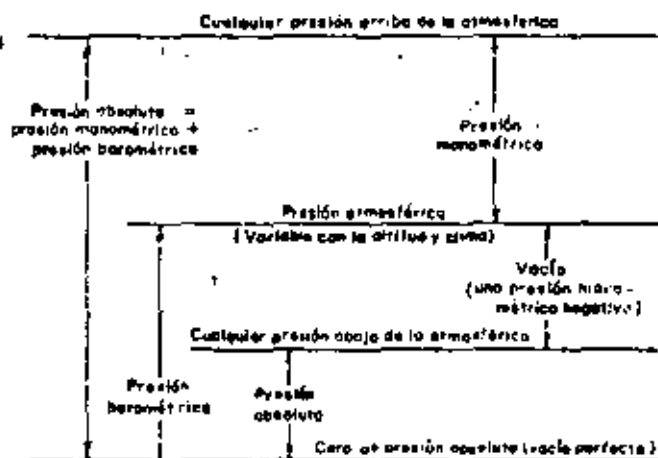 Cualquier presión arriba de la atmosférica
Presión absoluta =
presión manométrica +
presión barométrica
Presión
manométrica
Presión atmosférica
(Variable con la altitud y clima)
Vacío
(una presión
métrica negativa)
Cualquier presión abajo de la atmosférica
Presión
barométrica
Presión
absoluta
Cero de presión absoluta (vacío perfecto)